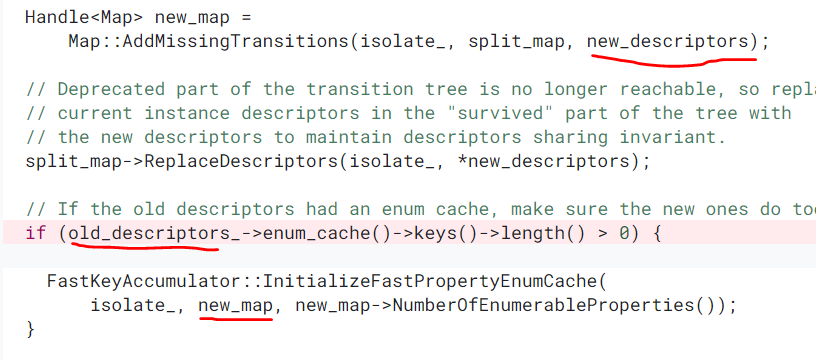 Handle<Map> new_map =
Map::AddMissingTransitions(isolate_, split_map, new_descriptors);
// Deprecated part of the transition tree is no longer reachable, so repl
// current instance descriptors in the "survived" part of the tree with
// the new descriptors to maintain descriptors sharing invariant.
split_map->ReplaceDescriptors(isolate_, *new_descriptors);
// If the old descriptors had an enum cache, make sure the new ones do too
if (old_descriptors_->enum_cache()->keys()->length() > 0) {
FastKeyAccumulator::InitializeFastPropertyEnumCache(
isolate_, new_map, new_map->NumberOfEnumerableProperties());
}